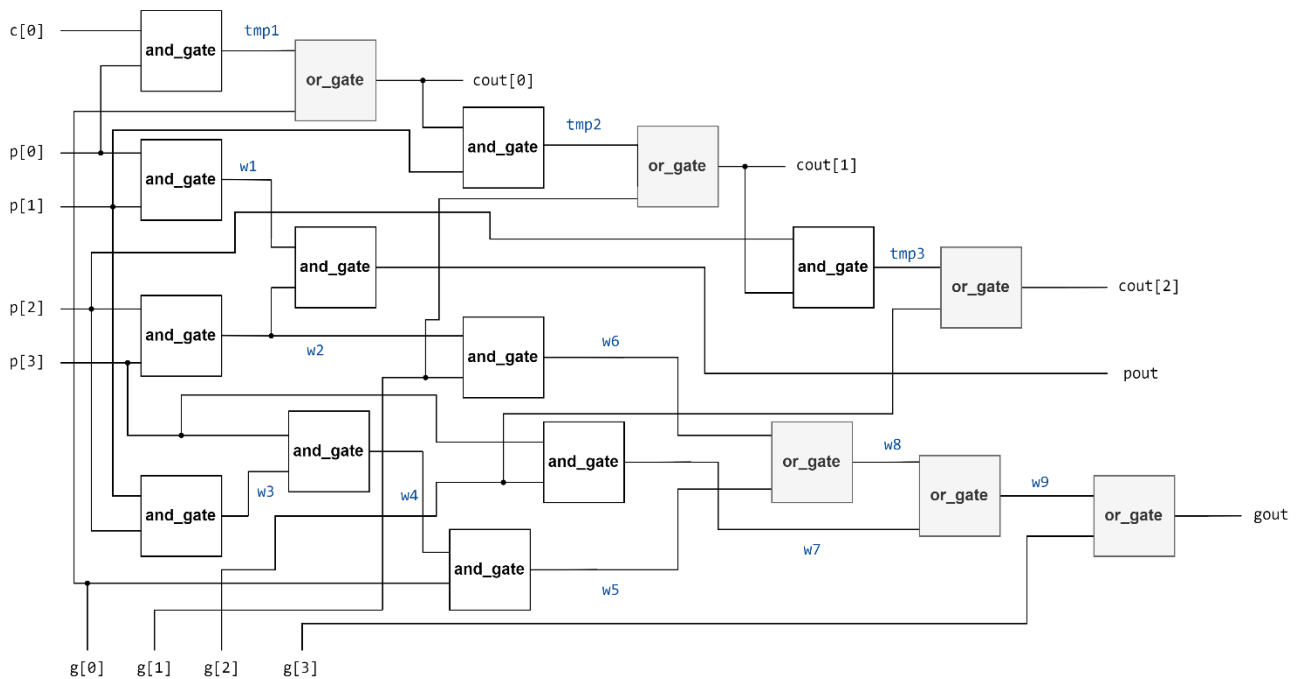 c[0]
and_gate
tmp1
or_gate
cout[0]
and_gate
tmp2
or_gate
cout[1]
p[0]
and_gate
w1
p[1]
and_gate
and_gate
tmp3
or_gate
cout[2]
p[2]
and_gate
w2
and_gate
w6
p[3]
pout
and_gate
w4
and_gate
or_gate
w8
or_gate
w9
and_gate
w3
w7
or_gate
gout
and_gate
w5
g[0]
g[1]
g[2]
g[3]